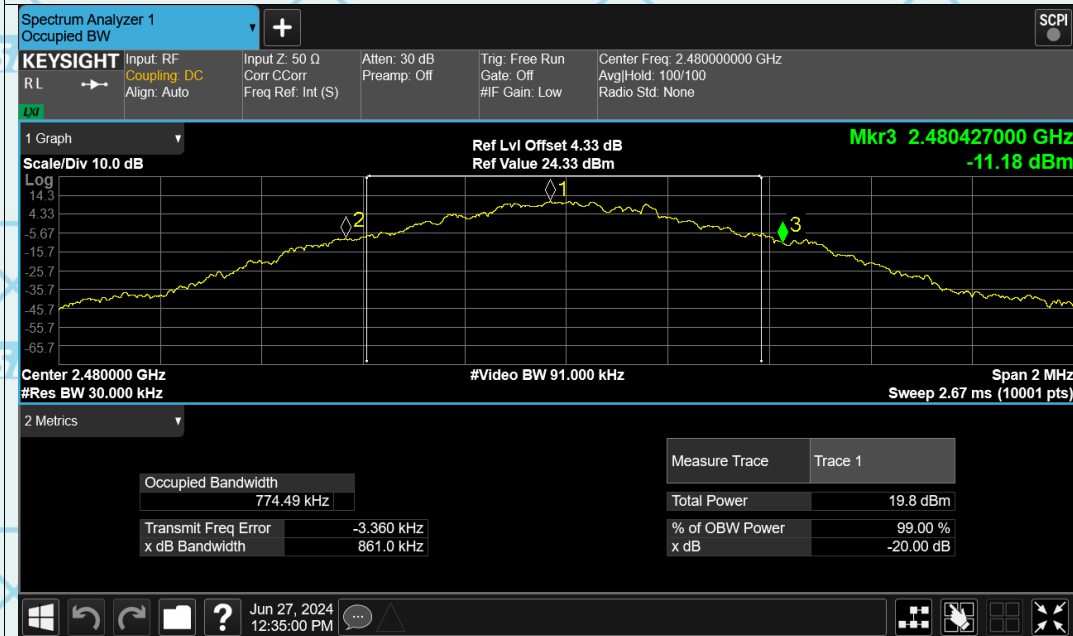 Spectrum Analyzer 1
Occupied BW
+
SCPI
KEYSIGHT
RL
LXI
Input: RF
Coupling: DC
Align: Auto
Input Z: 50 Ω
Corr CCorr
Freq Ref: Int (S)
Atten: 30 dB
Preamp: Off
Trig: Free Run
Gate: Off
#IF Gain: Low
Center Freq: 2.480000000 GHz
Avg|Hold: 100/100
Radio Std: None
1 Graph
Scale/Div 10.0 dB
Ref Lvl Offset 4.33 dB
Ref Value 24.33 dBm
Mkr3 2.480427000 GHz
-11.18 dBm
Log
14.3
4.33
-5.67
-15.7
-25.7
-35.7
-45.7
-55.7
-65.7
1
2
3
Center 2.480000 GHz
#Video BW 91.000 kHz
Span 2 MHz
#Res BW 30.000 kHz
Sweep 2.67 ms (10001 pts)
2 Metrics
Occupied Bandwidth
774.49 kHz
Transmit Freq Error -3.360 kHz
x dB Bandwidth 861.0 kHz
Measure Trace Trace 1
Total Power 19.8 dBm
% of OBW Power 99.00 %
x dB -20.00 dB
?
Jun 27, 2024
12:35:00 PM